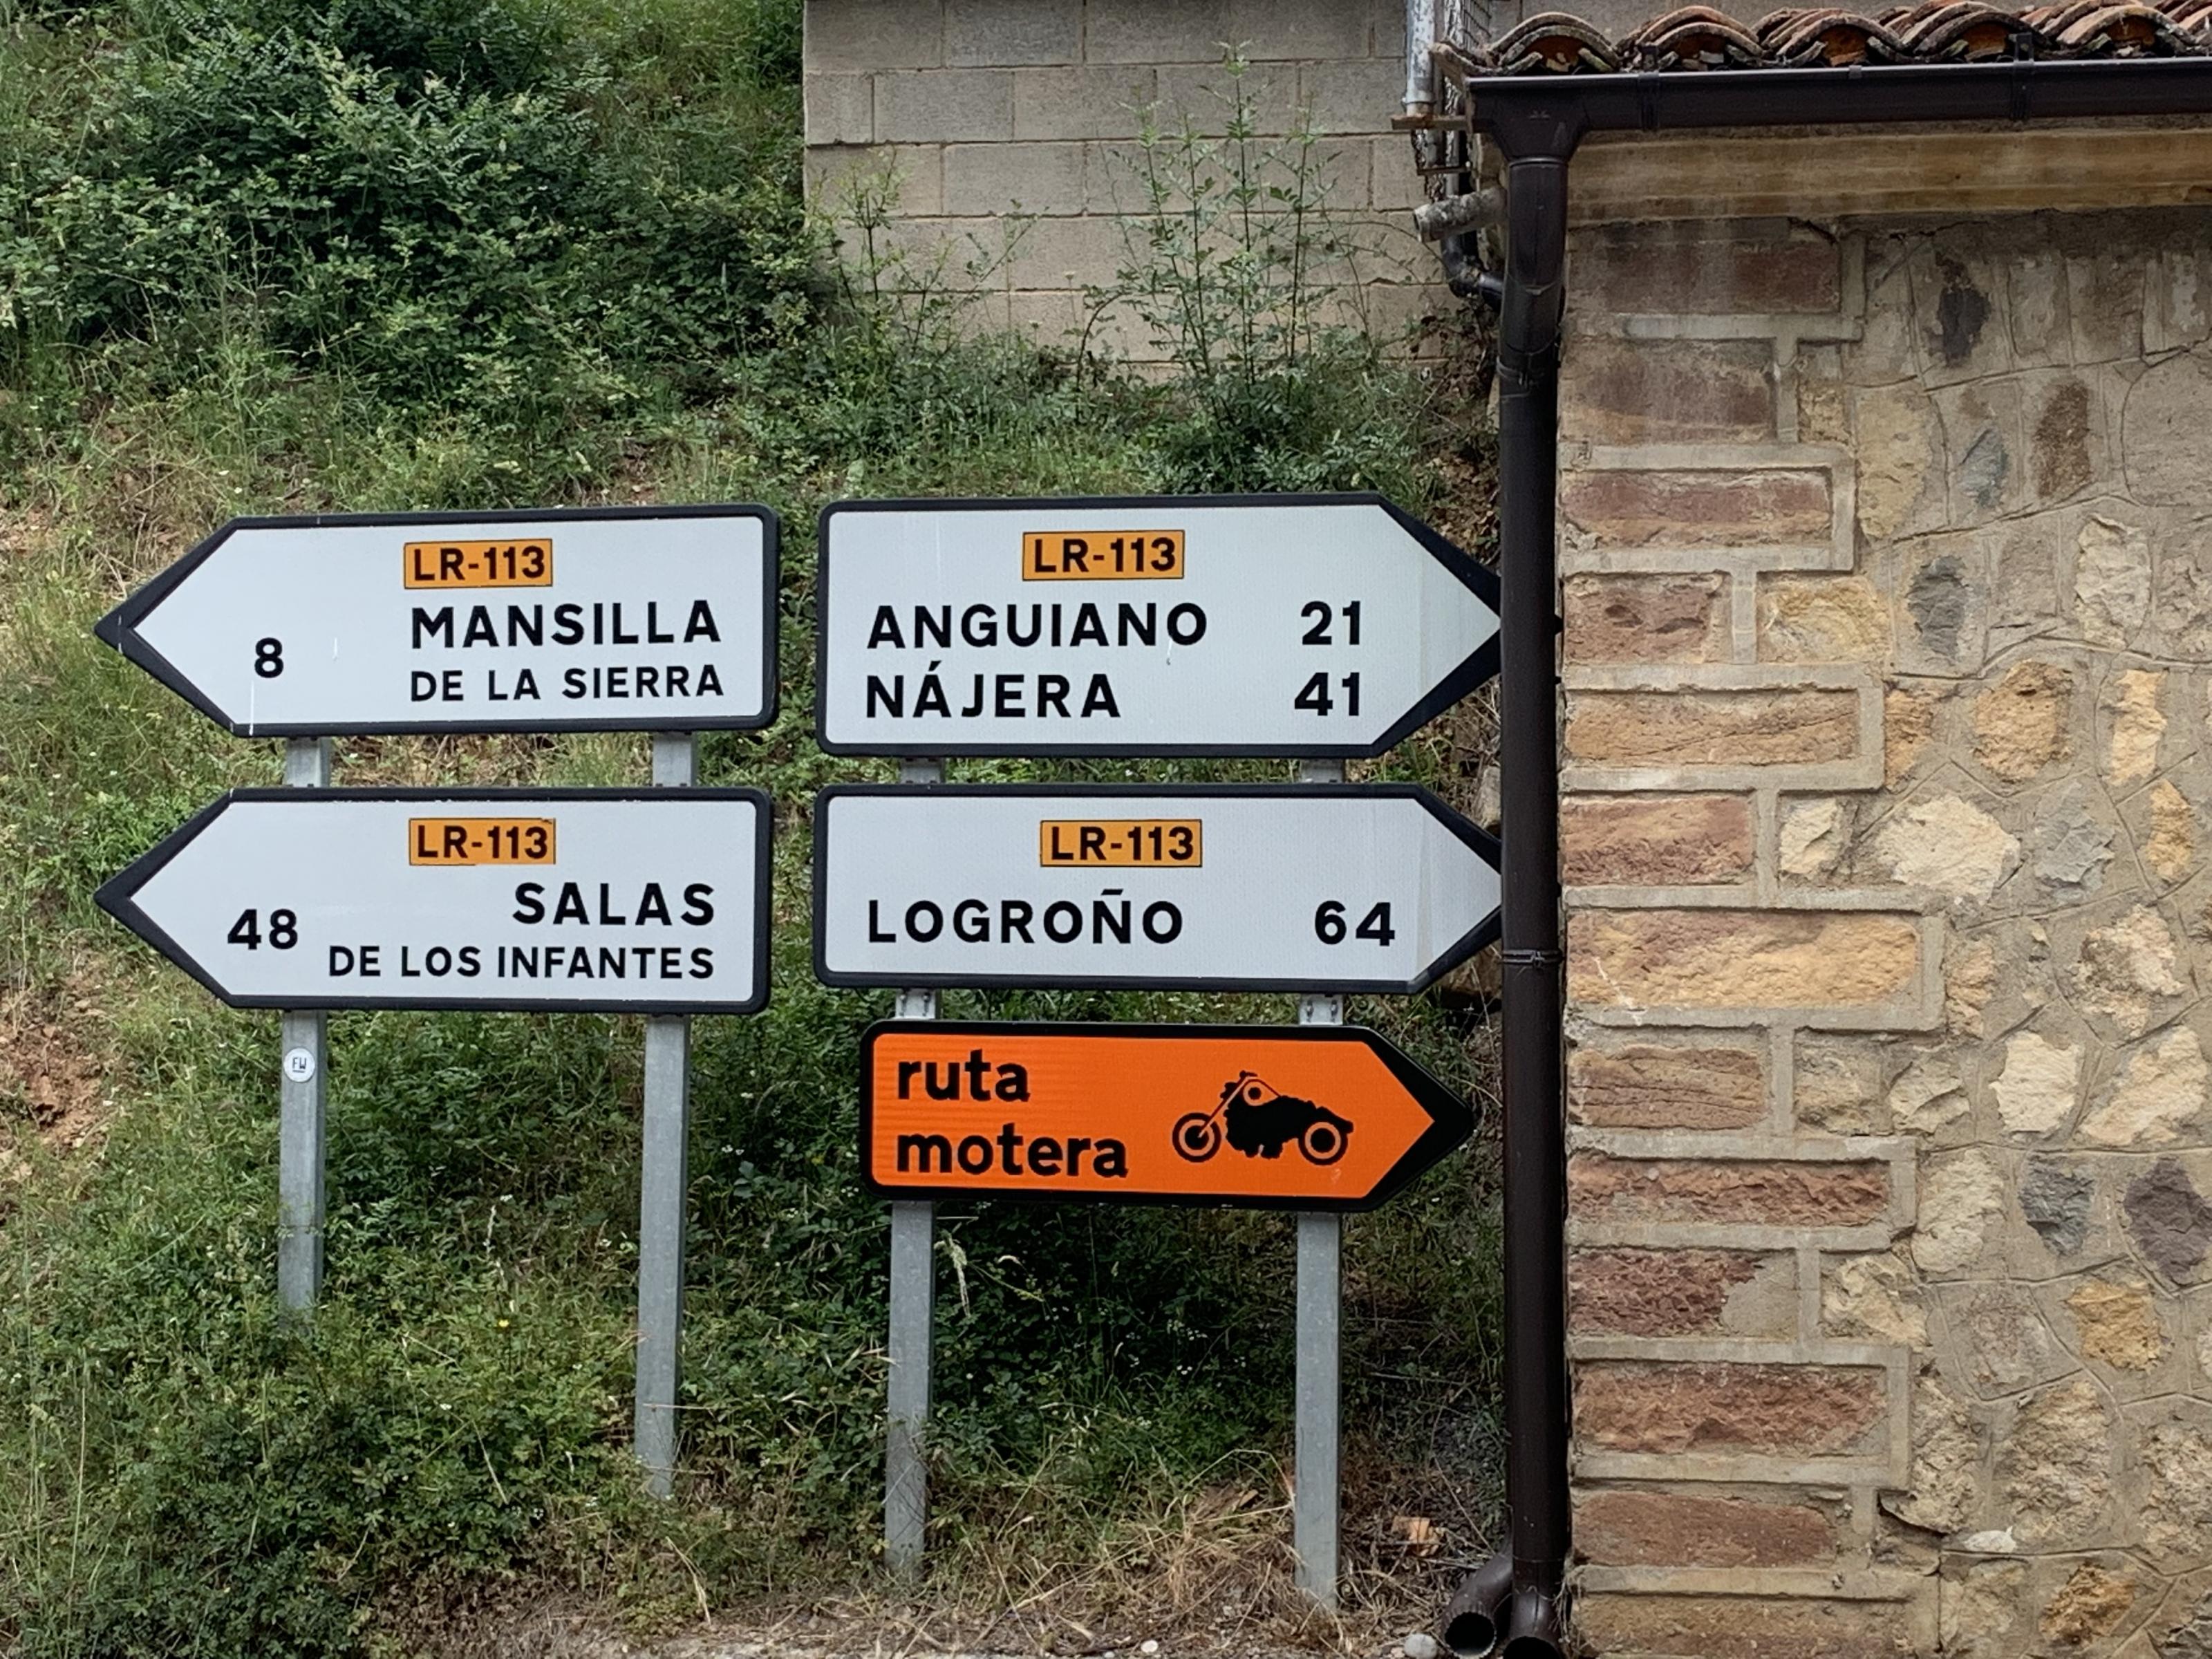 LR-113
MANSILLA
8
DE LA SIERRA
LR-113
SALAS
48
DE LOS INFANTES
FW
LR-113
ANGUIANO 21
NÁJERA 41
LR-113
LOGROÑO 64
ruta
motera